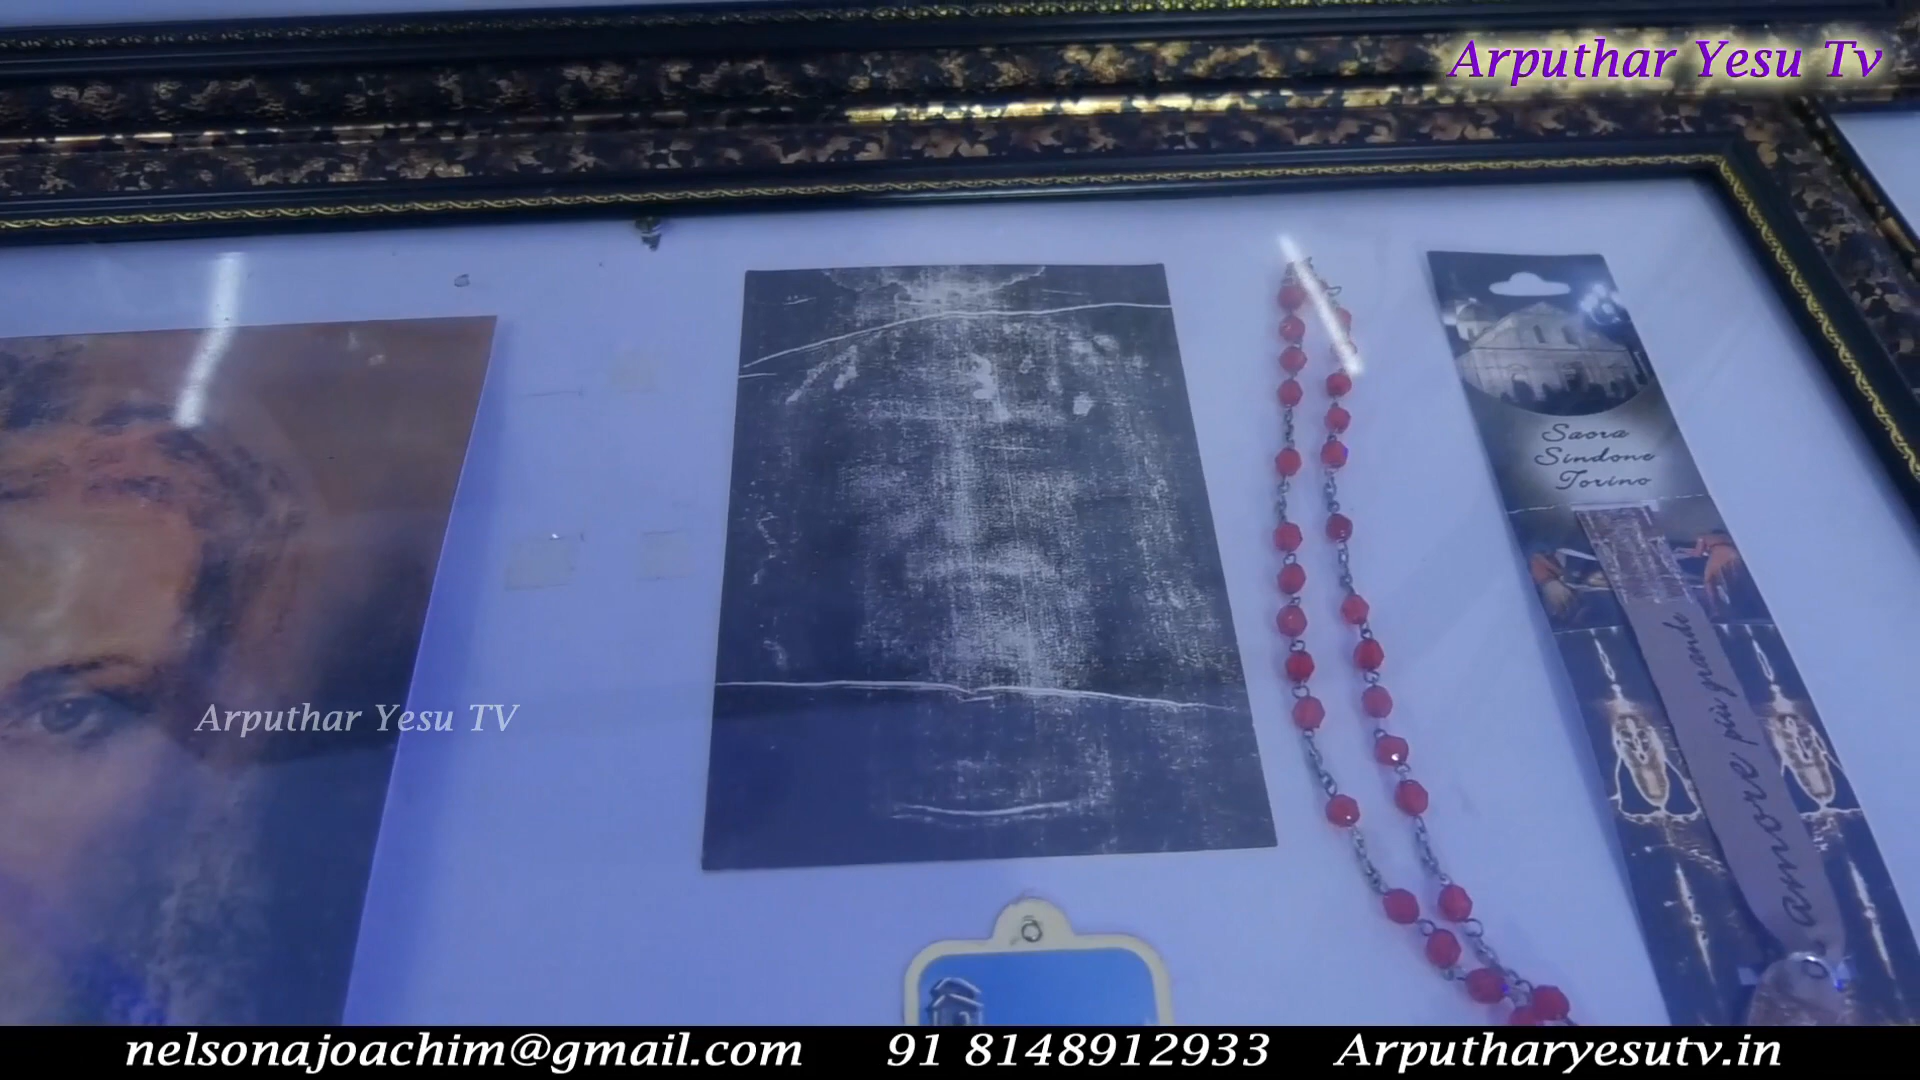 Arputhar Yesu Tv
Sacra
Sindone
Torino
amore più grande
Arputhar Yesu TV
nelsonajoachim@gmail.com 91 8148912933 Arputharyesutv.in